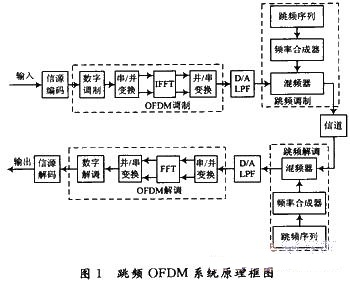 跳频序列
频率合成器
输入
信源
编码
数字
调制
串/并
变换
IFFT
并/串
变换
D/A
LPF
混频器
OFDM调制
跳频调制
信道
跳频解调
输出
信源
解码
数字
解调
并/串
变换
FFT
串/并
变换
D/A
LPF
混频器
OFDM解调
频率合成器
跳频序列
图 1 跳频 OFDM 系统原理框图